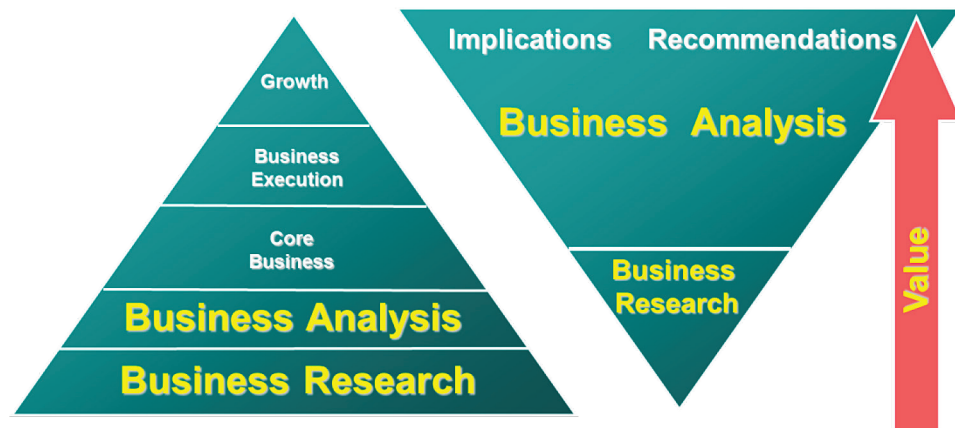 Growth
Business
Execution
Core
Business
Business Analysis
Business Research
Implications Recommendations
Business Analysis
Business
Research
Value